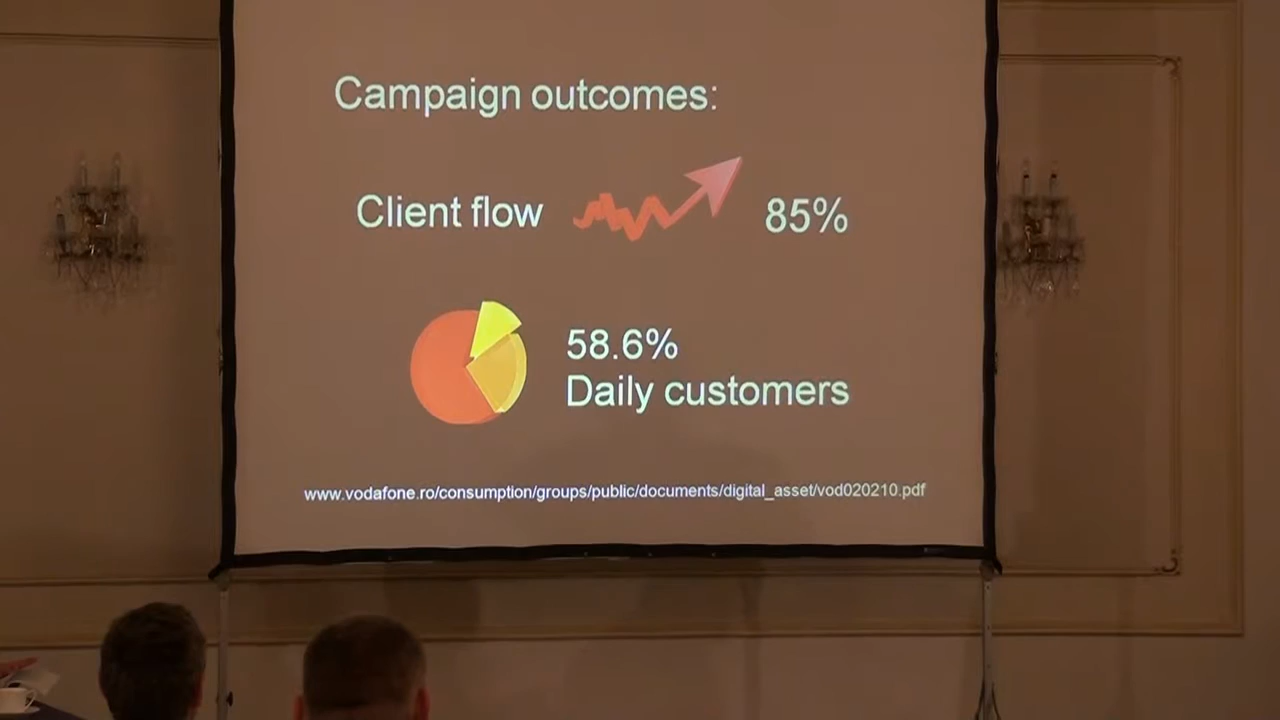 Campaign outcomes:
Client flow
85%
58.6%
Daily customers
www.vodafone.ro/consumption/groups/public/documents/digital_asset/vod020210.pdf